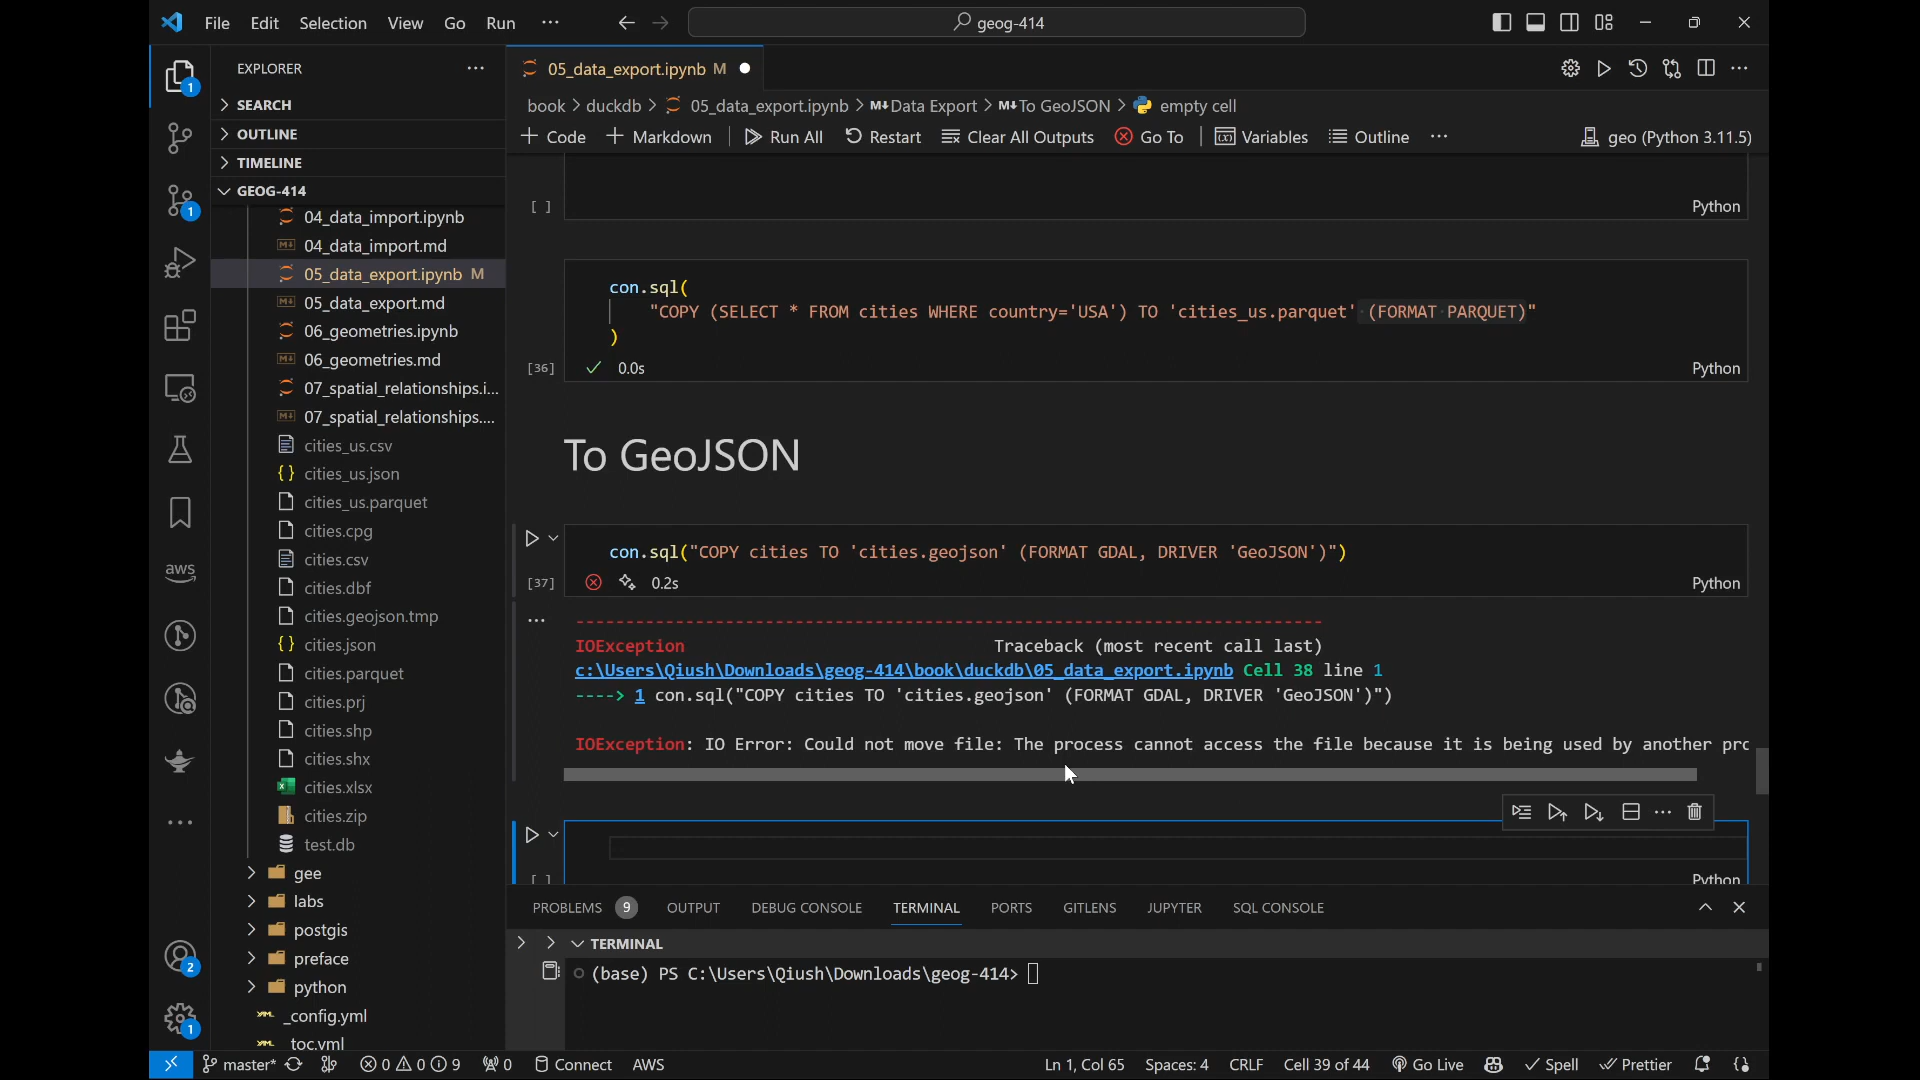 File Edit Selection View Go Run ...
geog-414
EXPLORER
SEARCH
OUTLINE
TIMELINE
GEOG-414
04_data_import.ipynb
04_data_import.md
05_data_export.ipynb M
05_data_export.md
06_geometries.ipynb
06_geometries.md
07_spatial_relationships.i...
07_spatial_relationships....
cities_us.csv
cities_us.json
cities_us.parquet
cities.cpg
cities.csv
cities.dbf
cities.geojson.tmp
cities.json
cities.parquet
cities.prj
cities.shp
cities.shx
cities.xlsx
cities.zip
test.db
gee
labs
postgis
preface
python
_config.yml
_toc.yml
1
1
aws
2
1
05_data_export.ipynb M
book > duckdb > 05_data_export.ipynb > M↓Data Export > M↓To GeoJSON > empty cell
+ Code + Markdown Run All Restart Clear All Outputs Go To Variables Outline ... geo (Python 3.11.5)
[ ] Python
con.sql(
"COPY (SELECT * FROM cities WHERE country='USA') TO 'cities_us.parquet' (FORMAT PARQUET)"
)
[36] 0.0s Python
To GeoJSON
con.sql("COPY cities TO 'cities.geojson' (FORMAT GDAL, DRIVER 'GeoJSON')")
[37] 0.2s Python
---------------------------------------------------------------------------
IOException Traceback (most recent call last)
c:\Users\Qiush\Downloads\geog-414\book\duckdb\05_data_export.ipynb Cell 38 line 1
----> 1 con.sql("COPY cities TO 'cities.geojson' (FORMAT GDAL, DRIVER 'GeoJSON')")
IOException: IO Error: Could not move file: The process cannot access the file because it is being used by another pro
[ ] Python
PROBLEMS 9 OUTPUT DEBUG CONSOLE TERMINAL PORTS GITLENS JUPYTER SQL CONSOLE
TERMINAL
(base) PS C:\Users\Qiush\Downloads\geog-414>
master* 0 0 9 0 Connect AWS Ln 1, Col 65 Spaces: 4 CRLF Cell 39 of 44 Go Live Spell Prettier